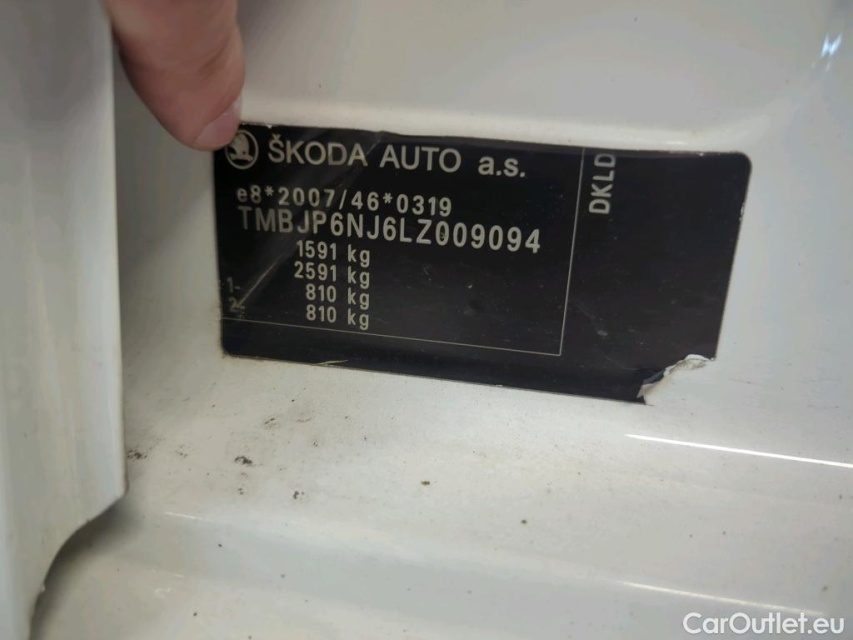 ŠKODA AUTO a.s.
e8*2007/46*0319
TMBJP6NJ6LZ009094
1591 kg
2591 kg
1- 810 kg
2- 810 kg
DKLD
CarOutlet.eu